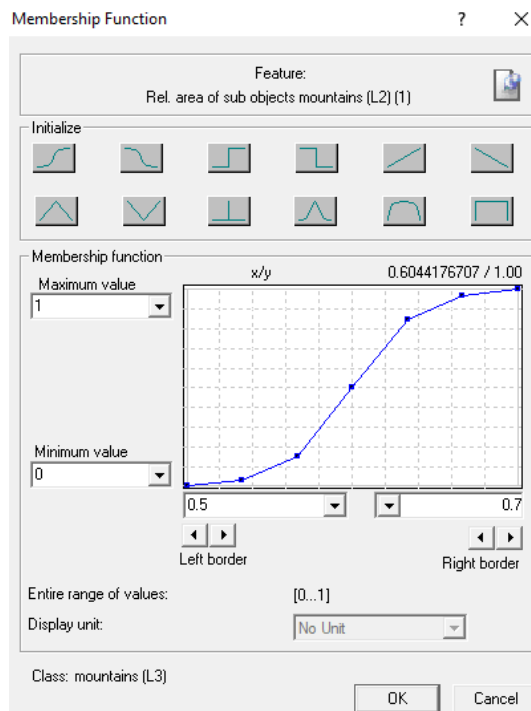 Membership Function ? X
Feature:
Rel. area of sub objects mountains (L2) (1)
Initialize
Membership function
x/y 0.6044176707 / 1.00
Maximum value
1
Minimum value
0
0.5 0.7
Left border Right border
Entire range of values: [0...1]
Display unit: No Unit
Class: mountains (L3)
OK Cancel